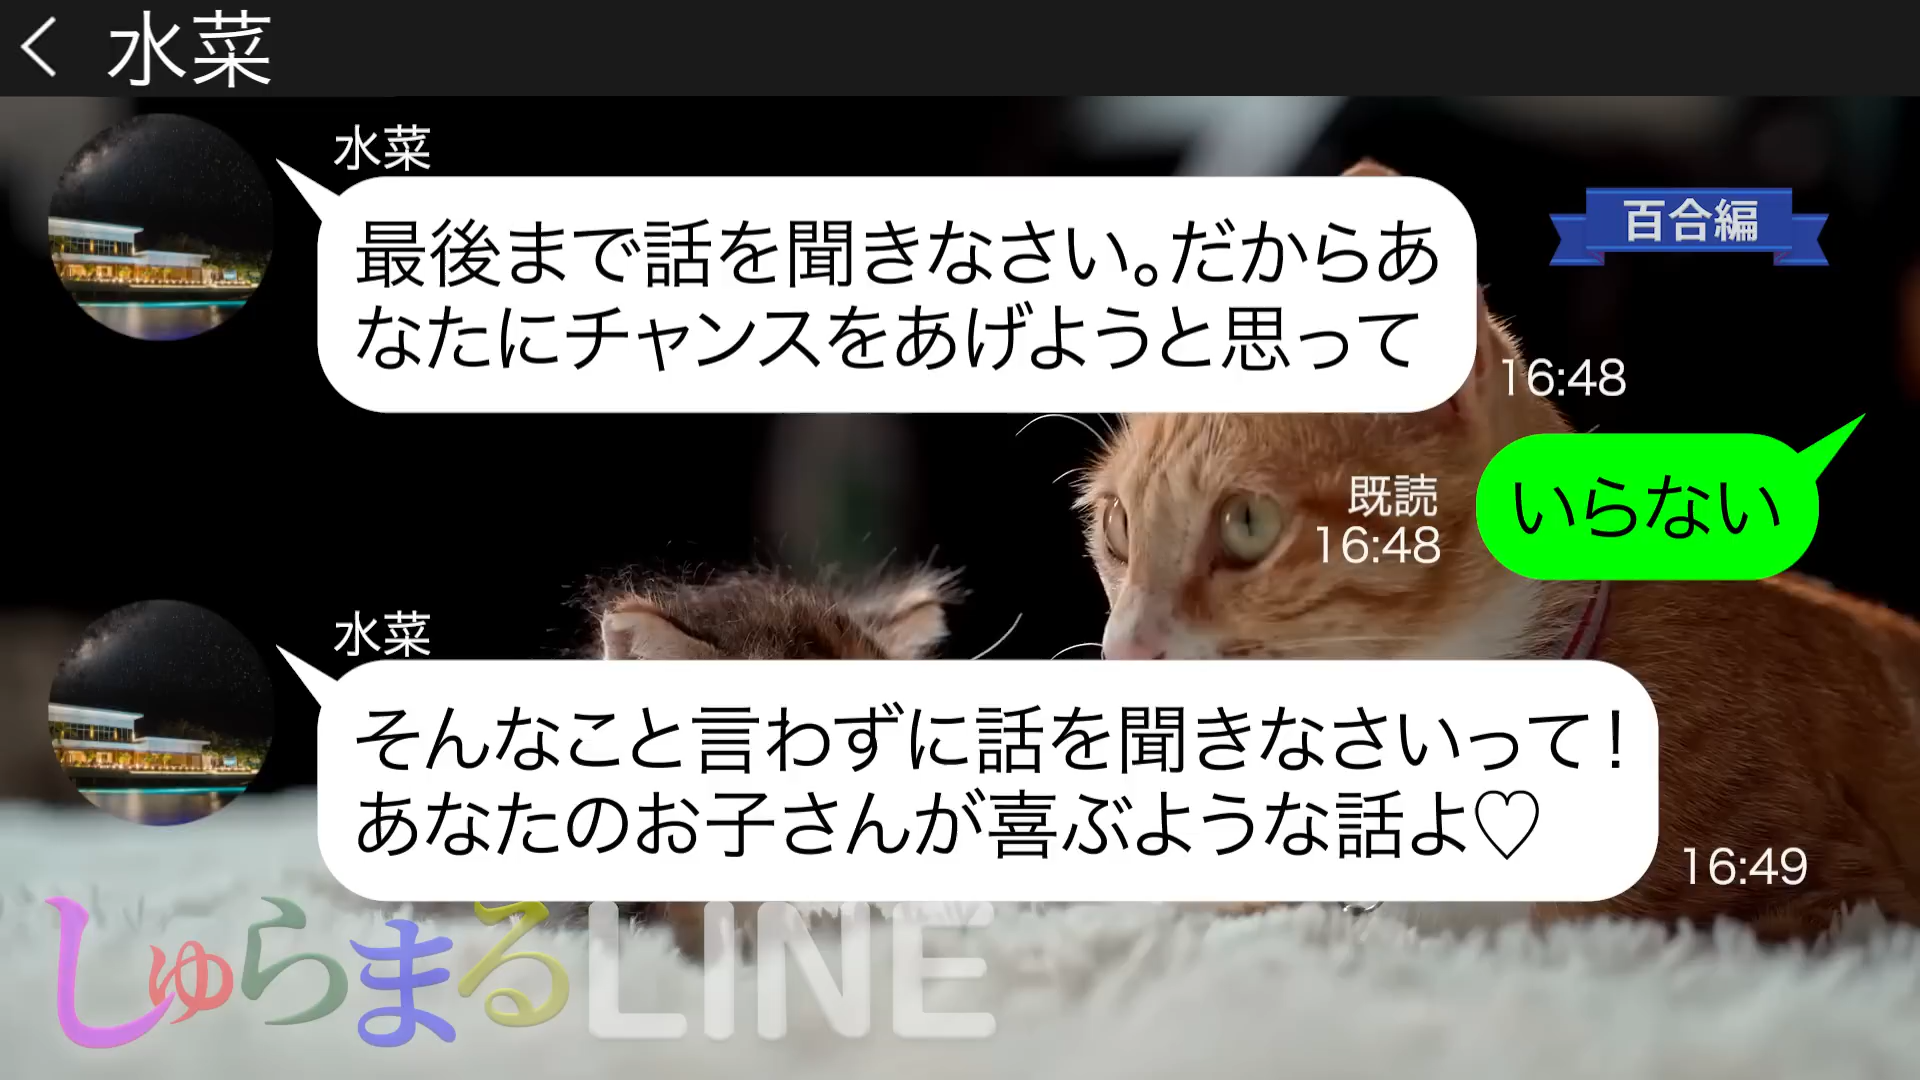 水菜
水菜
最後まで話を聞きなさい。だからあ
なたにチャンスをあげようと思って
百合編
16:48
いらない
既読
16:48
水菜
そんなこと言わずに話を聞きなさいって!
あなたのお子さんが喜ぶような話よ♡
16:49
しゅらまるLINE